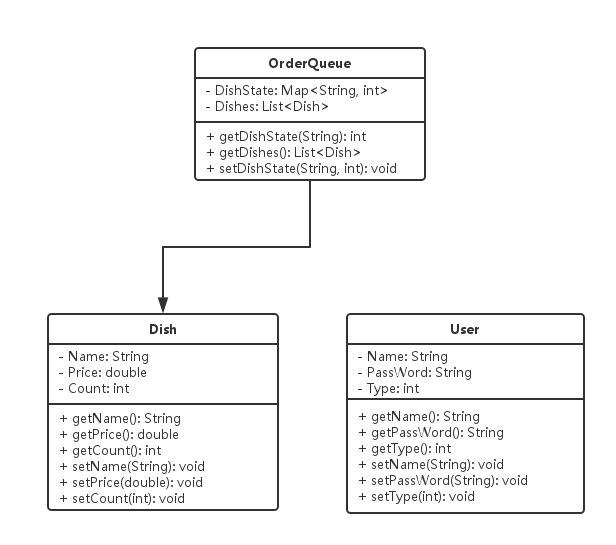 OrderQueue
- DishState: Map<String, int>
- Dishes: List<Dish>
+ getDishState(String): int
+ getDishes(): List<Dish>
+ setDishState(String, int): void
Dish
- Name: String
- Price: double
- Count: int
+ getName(): String
+ getPrice(): double
+ getCount(): int
+ setName(String): void
+ setPrice(double): void
+ setCount(int): void
User
- Name: String
- PassWord: String
- Type: int
+ getName(): String
+ getPassWord(): String
+ getType(): int
+ setName(String): void
+ setPassWord(String): void
+ setType(int): void